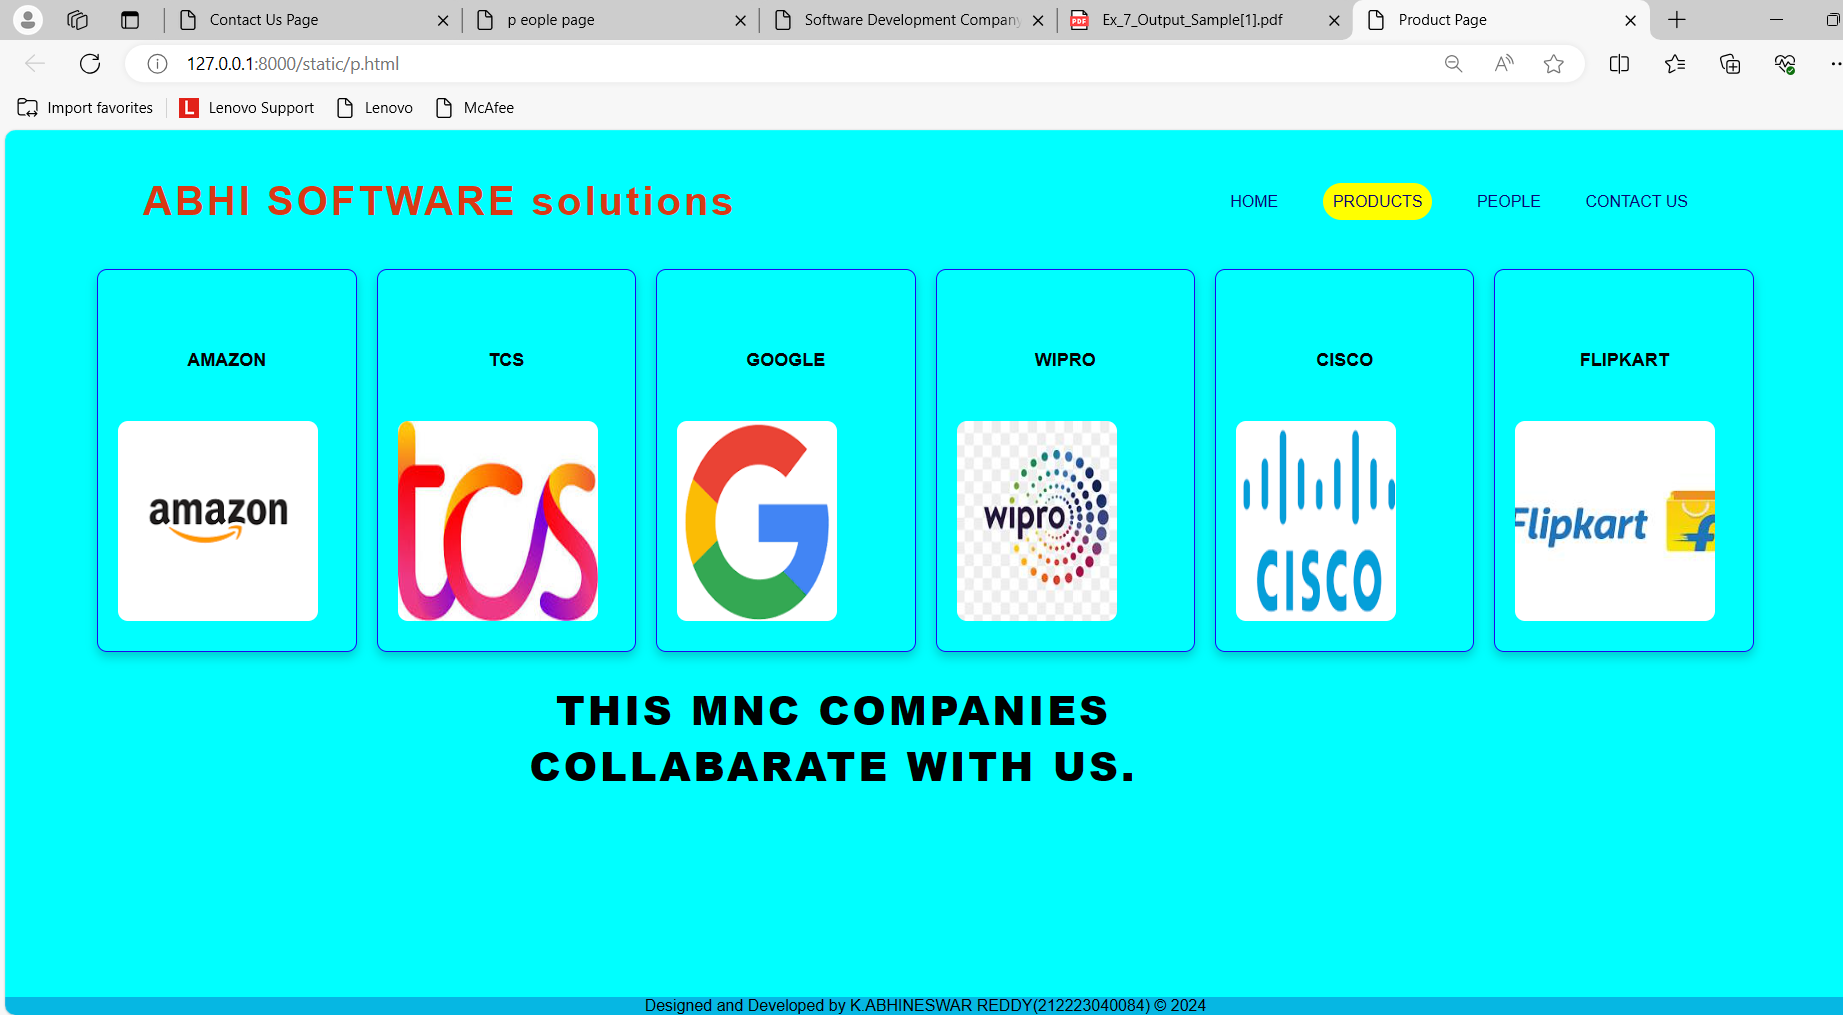 Contact Us Page
p eople page
Software Development Company
Ex_7_Output_Sample[1].pdf
Product Page
127.0.0.1:8000/static/p.html
Import favorites
L Lenovo Support
Lenovo
McAfee
ABHI SOFTWARE solutions
HOME
PRODUCTS
PEOPLE
CONTACT US
AMAZON
TCS
GOOGLE
WIPRO
CISCO
FLIPKART
amazon
tcs
G
wipro
CISCO
Flipkart
f
THIS MNC COMPANIES
COLLABARATE WITH US.
Designed and Developed by K.ABHINESWAR REDDY(212223040084) © 2024